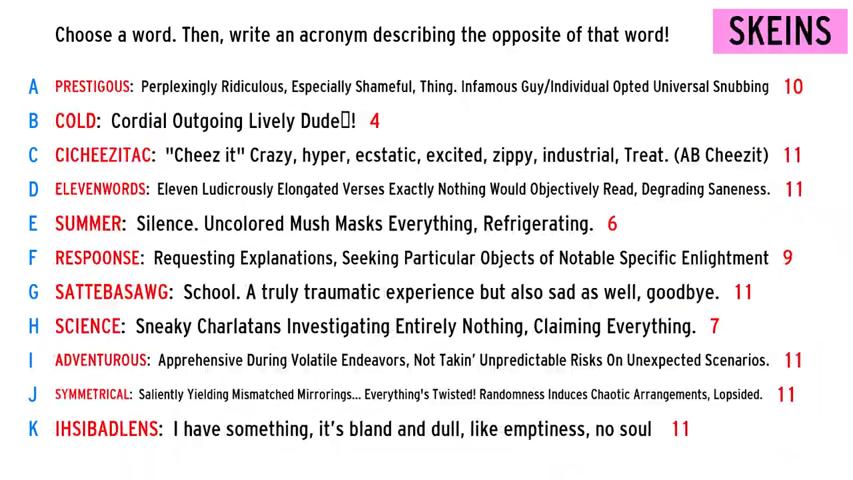 Choose a word. Then, write an acronym describing the opposite of that word!
SKEINS
A PRESTIGOUS: Perplexingly Ridiculous, Especially Shameful, Thing. Infamous Guy/Individual Opted Universal Snubbing 10
B COLD: Cordial Outgoing Lively Dude▯! 4
C CICHEEZITAC: "Cheez it" Crazy, hyper, ecstatic, excited, zippy, industrial, Treat. (AB Cheezit) 11
D ELEVENWORDS: Eleven Ludicrously Elongated Verses Exactly Nothing Would Objectively Read, Degrading Saneness. 11
E SUMMER: Silence. Uncolored Mush Masks Everything, Refrigerating. 6
F RESPOONSE: Requesting Explanations, Seeking Particular Objects of Notable Specific Enlightment 9
G SATTEBASAWG: School. A truly traumatic experience but also sad as well, goodbye. 11
H SCIENCE: Sneaky Charlatans Investigating Entirely Nothing, Claiming Everything. 7
I ADVENTUROUS: Apprehensive During Volatile Endeavors, Not Takin' Unpredictable Risks On Unexpected Scenarios. 11
J SYMMETRICAL: Saliently Yielding Mismatched Mirrorings... Everything's Twisted! Randomness Induces Chaotic Arrangements, Lopsided. 11
K IHSIBADLENS: I have something, it's bland and dull, like emptiness, no soul 11